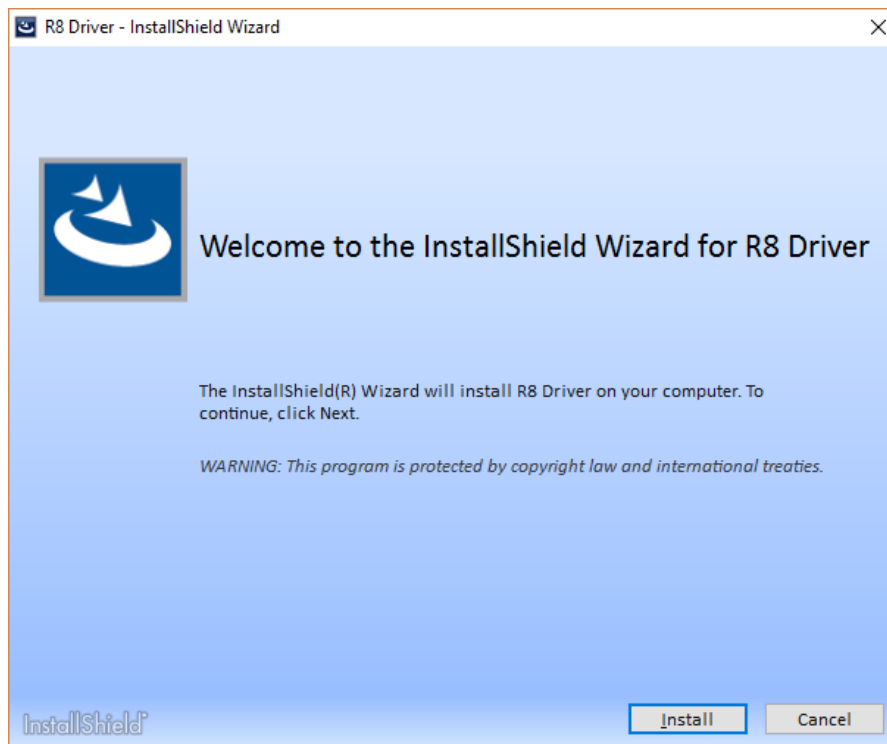 R8 Driver - InstallShield Wizard
Welcome to the InstallShield Wizard for R8 Driver
The InstallShield(R) Wizard will install R8 Driver on your computer. To
continue, click Next.
WARNING: This program is protected by copyright law and international treaties.
InstallShield
Install Cancel